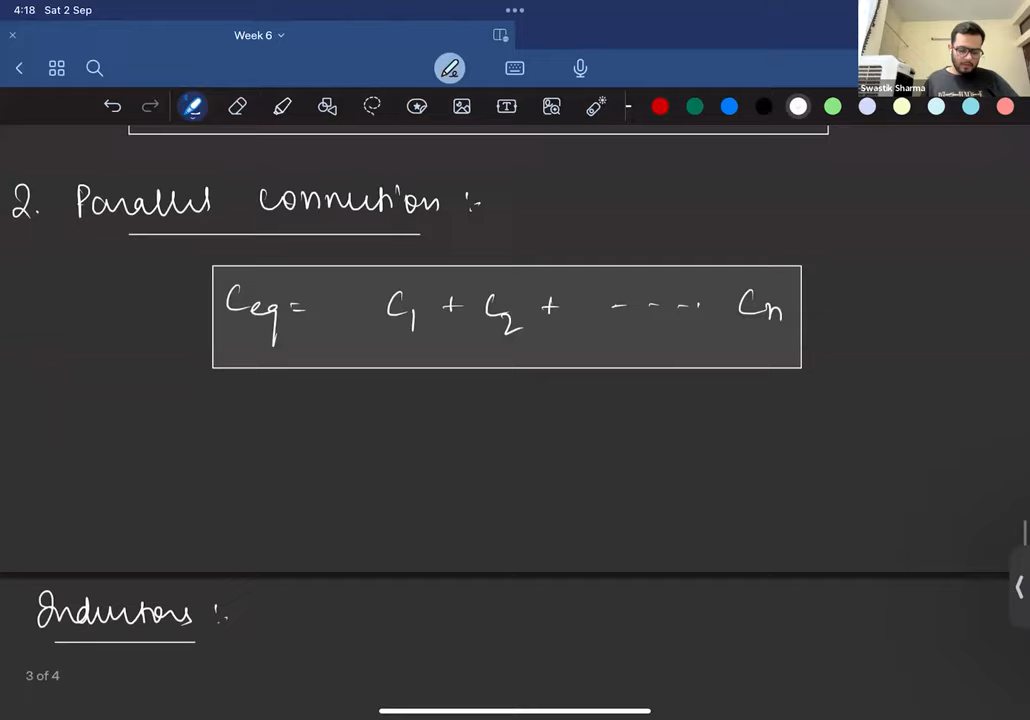 4:18 Sat 2 Sep
Week 6
Swastik Sharma
2. Parallel connection :-
Ceq = C1 + C2 + - - - - Cn
Inductors :-
3 of 4